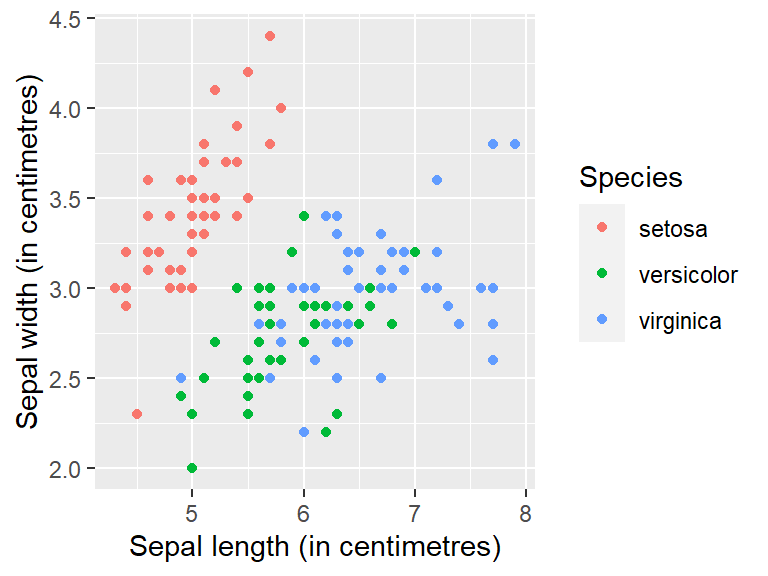 4.5
4.0
3.5
3.0
2.5
2.0
Sepal width (in centimetres)
5 6 7 8
Sepal length (in centimetres)
Species
setosa
versicolor
virginica